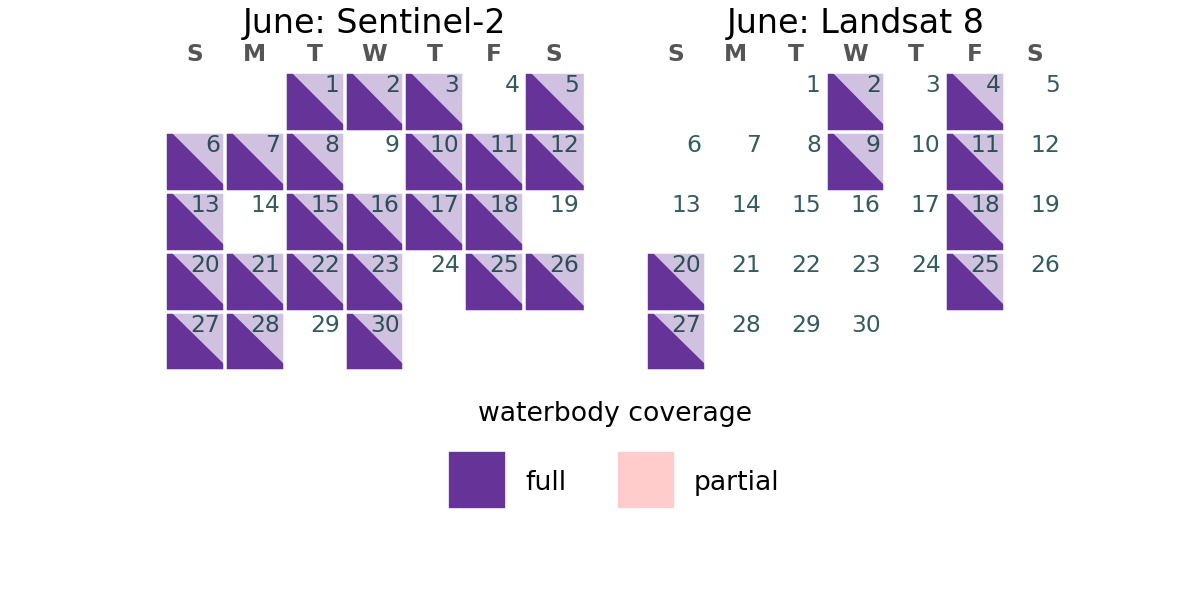 June: Sentinel-2
S M T W T F S
1 2 3 4 5
6 7 8 9 10 11 12
13 14 15 16 17 18 19
20 21 22 23 24 25 26
27 28 29 30
June: Landsat 8
S M T W T F S
1 2 3 4 5
6 7 8 9 10 11 12
13 14 15 16 17 18 19
20 21 22 23 24 25 26
27 28 29 30
waterbody coverage
full partial